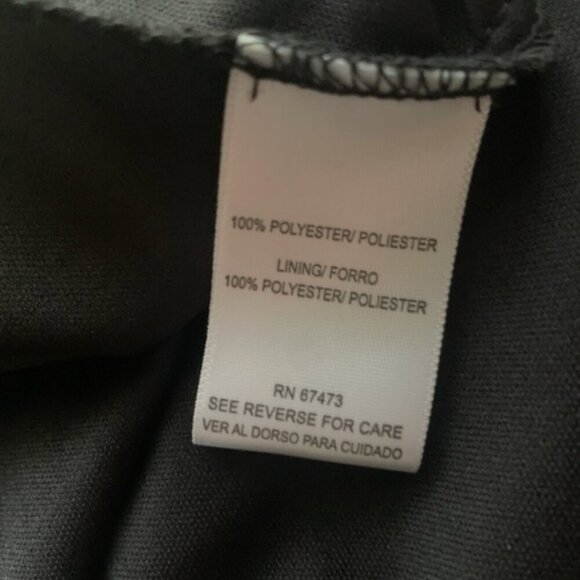 100% POLYESTER/ POLIESTER
LINING/ FORRO
100% POLYESTER/ POLIESTER
RN 67473
SEE REVERSE FOR CARE
VER AL DORSO PARA CUIDADO